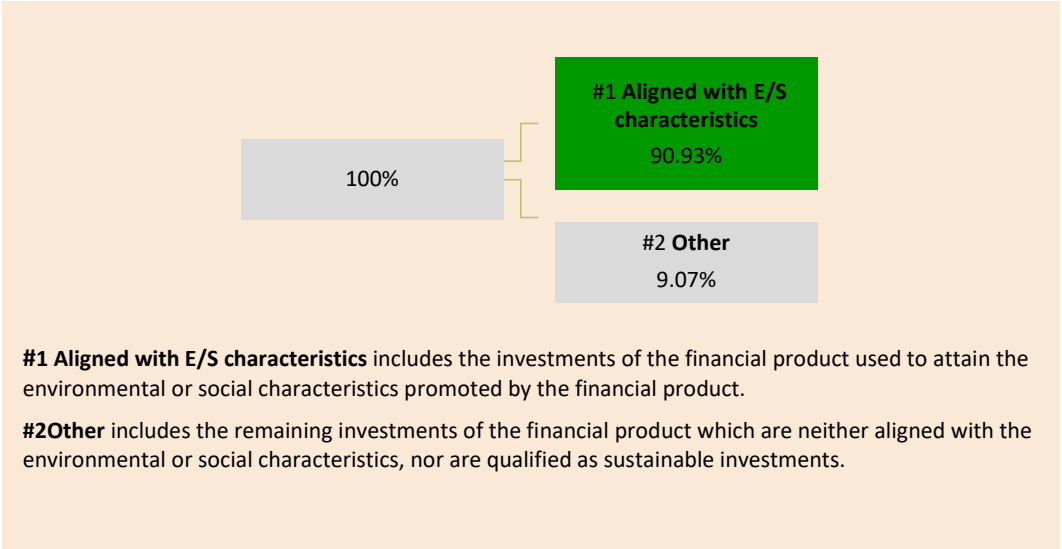 #1 Aligned with E/S
characteristics
90.93%
100%
#2 Other
9.07%
#1 Aligned with E/S characteristics includes the investments of the financial product used to attain the
environmental or social characteristics promoted by the financial product.
#2Other includes the remaining investments of the financial product which are neither aligned with the
environmental or social characteristics, nor are qualified as sustainable investments.